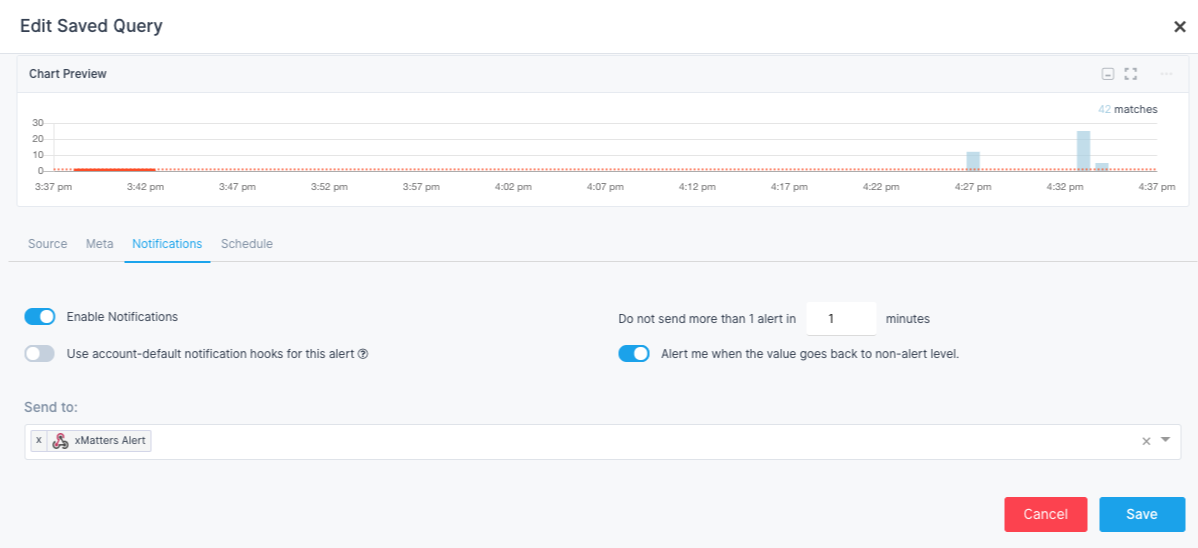 Edit Saved Query
Chart Preview
42 matches
30
20
10
0
3:37 pm 3:42 pm 3:47 pm 3:52 pm 3:57 pm 4:02 pm 4:07 pm 4:12 pm 4:17 pm 4:22 pm 4:27 pm 4:32 pm 4:37 pm
Source Meta Notifications Schedule
Enable Notifications
Do not send more than 1 alert in 1 minutes
Use account-default notification hooks for this alert ?
Alert me when the value goes back to non-alert level.
Send to:
x xMatters Alert
Cancel Save